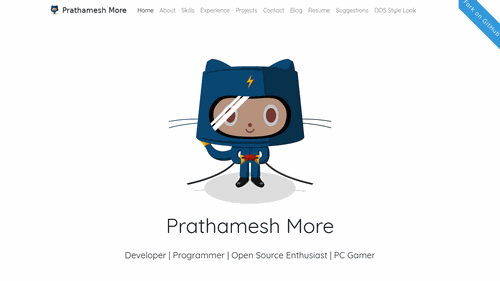 Prathamesh More Home About Skills Experience Projects Contact Blog Resume Suggestions DOS Style Look
Fork on GitHub
Prathamesh More
Developer | Programmer | Open Source Enthusiast | PC Gamer